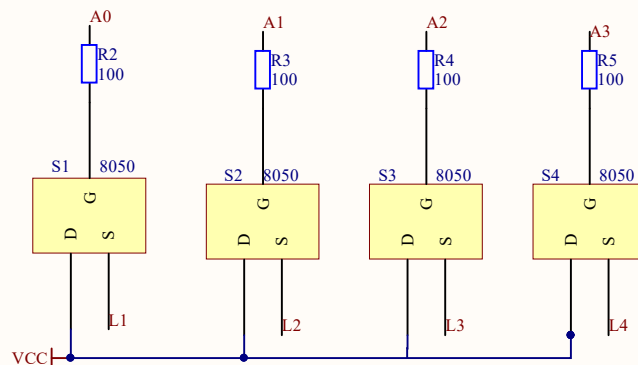 A0 A1 A2 A3
R2 R3 R4 R5
100 100 100 100
S1 8050 S2 8050 S3 8050 S4 8050
G G G G
D S D S D S D S
L1 L2 L3 L4
VCC